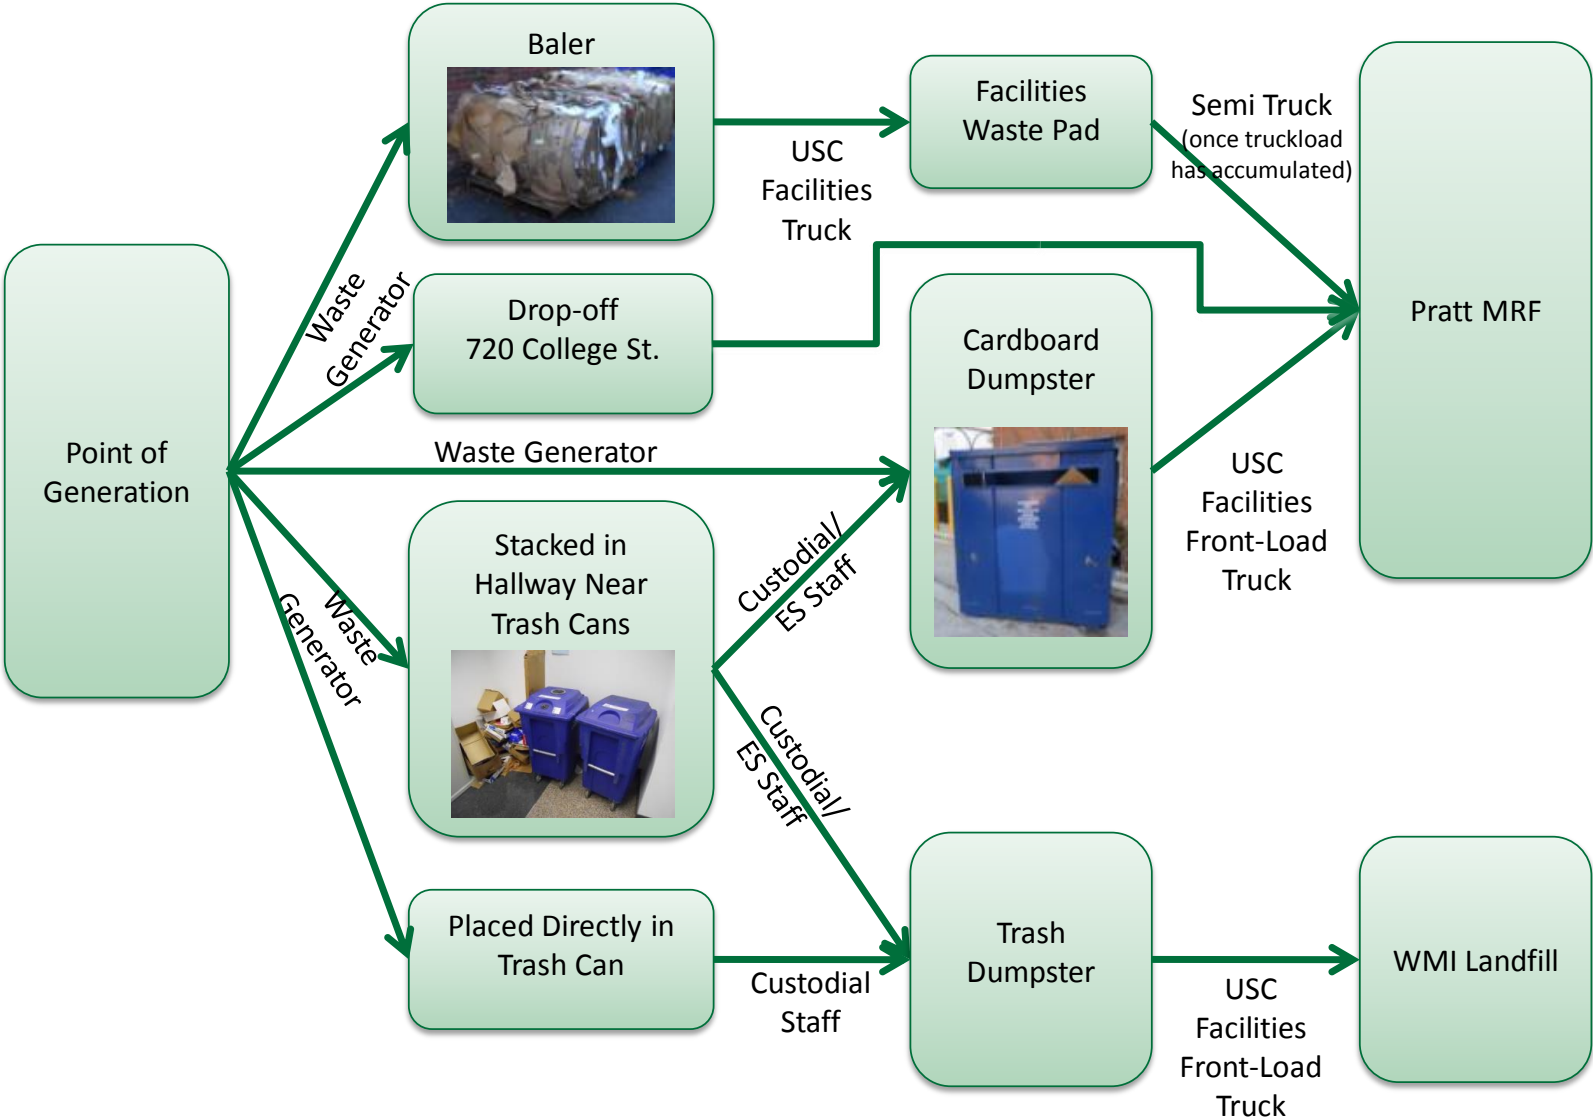 Baler
Facilities
Waste Pad
Semi Truck
(once truckload
has accumulated)
USC
Facilities
Truck
Waste
Generator
Drop-off
720 College St.
Cardboard
Dumpster
Pratt MRF
Point of
Generation
Waste Generator
USC
Facilities
Front-Load
Truck
Stacked in
Hallway Near
Trash Cans
Custodial/
ES Staff
Waste
Generator
Custodial/
ES Staff
Placed Directly in
Trash Can
Custodial
Staff
Trash
Dumpster
WMI Landfill
USC
Facilities
Front-Load
Truck